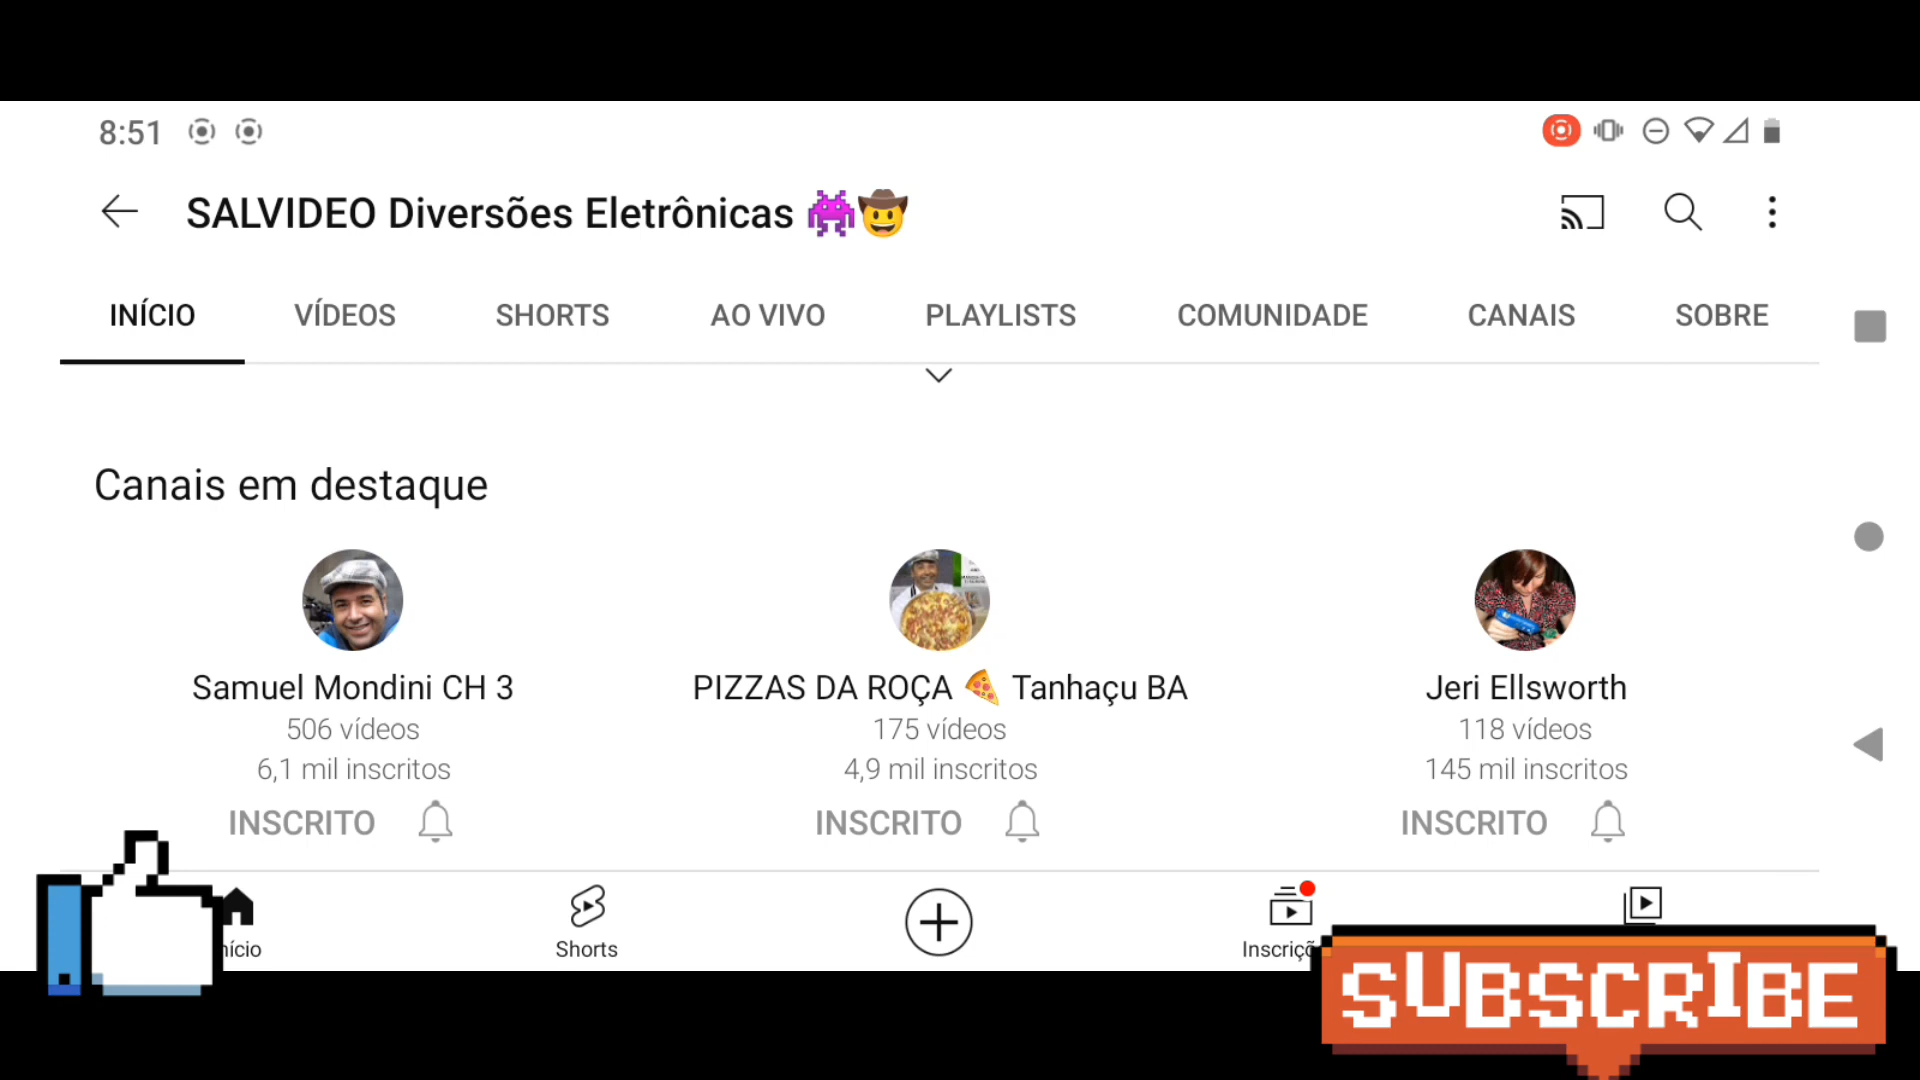 8:51
SALVIDEO Diversões Eletrônicas 👾🤠
INÍCIO VÍDEOS SHORTS AO VIVO PLAYLISTS COMUNIDADE CANAIS SOBRE
Canais em destaque
Samuel Mondini CH 3
506 vídeos
6,1 mil inscritos
INSCRITO
PIZZAS DA ROÇA 🍕 Tanhaçu BA
175 vídeos
4,9 mil inscritos
INSCRITO
Jeri Ellsworth
118 vídeos
145 mil inscritos
INSCRITO
nício Shorts Inscriçõ
SUBSCRIBE